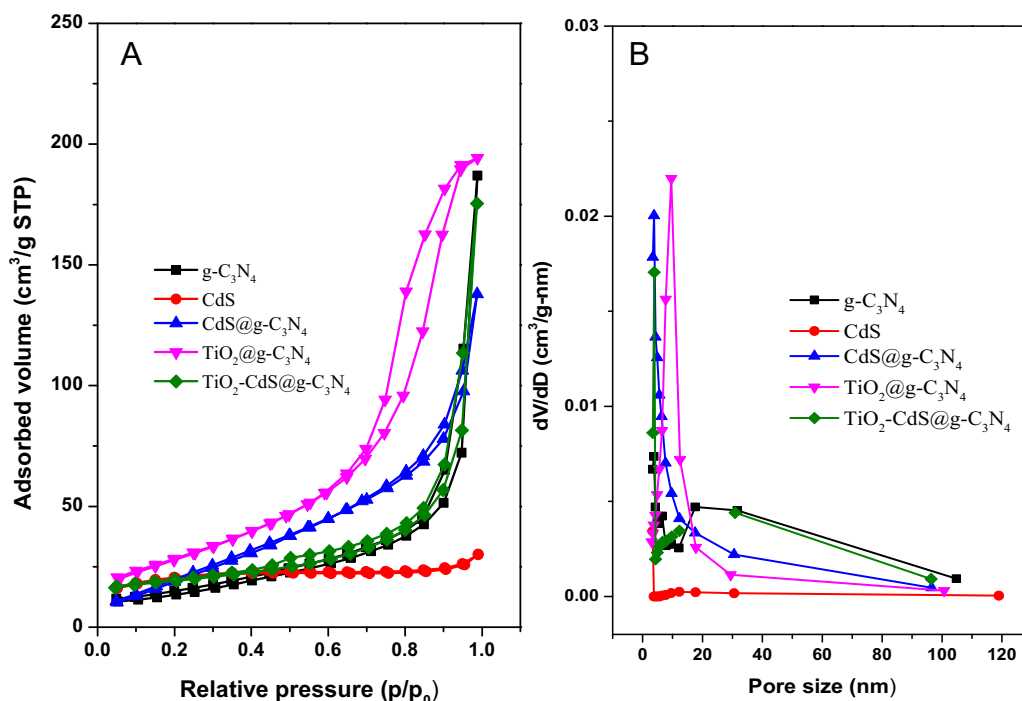 A
Adsorbed volume (cm³/g STP)
250
200
150
100
50
0
g-C₃N₄
CdS
CdS@g-C₃N₄
TiO₂@g-C₃N₄
TiO₂-CdS@g-C₃N₄
0.0 0.2 0.4 0.6 0.8 1.0
Relative pressure (p/p₀)
B
dV/dD (cm³/g-nm)
0.03
0.02
0.01
0.00
g-C₃N₄
CdS
CdS@g-C₃N₄
TiO₂@g-C₃N₄
TiO₂-CdS@g-C₃N₄
0 20 40 60 80 100 120
Pore size (nm)